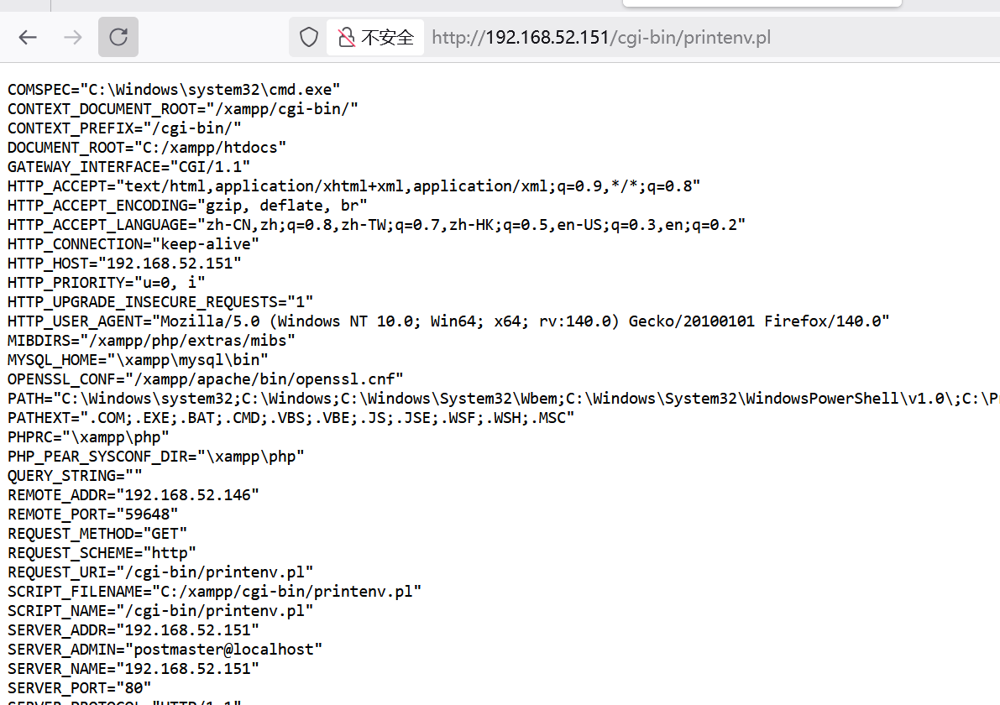 不安全 http://192.168.52.151/cgi-bin/printenv.pl
COMSPEC="C:\Windows\system32\cmd.exe"
CONTEXT_DOCUMENT_ROOT="/xampp/cgi-bin/"
CONTEXT_PREFIX="/cgi-bin/"
DOCUMENT_ROOT="C:/xampp/htdocs"
GATEWAY_INTERFACE="CGI/1.1"
HTTP_ACCEPT="text/html,application/xhtml+xml,application/xml;q=0.9,*/*;q=0.8"
HTTP_ACCEPT_ENCODING="gzip, deflate, br"
HTTP_ACCEPT_LANGUAGE="zh-CN,zh;q=0.8,zh-TW;q=0.7,zh-HK;q=0.5,en-US;q=0.3,en;q=0.2"
HTTP_CONNECTION="keep-alive"
HTTP_HOST="192.168.52.151"
HTTP_PRIORITY="u=0, i"
HTTP_UPGRADE_INSECURE_REQUESTS="1"
HTTP_USER_AGENT="Mozilla/5.0 (Windows NT 10.0; Win64; x64; rv:140.0) Gecko/20100101 Firefox/140.0"
MIBDIRS="/xampp/php/extras/mibs"
MYSQL_HOME="\xampp\mysql\bin"
OPENSSL_CONF="/xampp/apache/bin/openssl.cnf"
PATH="C:\Windows\system32;C:\Windows;C:\Windows\System32\Wbem;C:\Windows\System32\WindowsPowerShell\v1.0\;C:\P
PATHEXT=".COM;.EXE;.BAT;.CMD;.VBS;.VBE;.JS;.JSE;.WSF;.WSH;.MSC"
PHPRC="\xampp\php"
PHP_PEAR_SYSCONF_DIR="\xampp\php"
QUERY_STRING=""
REMOTE_ADDR="192.168.52.146"
REMOTE_PORT="59648"
REQUEST_METHOD="GET"
REQUEST_SCHEME="http"
REQUEST_URI="/cgi-bin/printenv.pl"
SCRIPT_FILENAME="C:/xampp/cgi-bin/printenv.pl"
SCRIPT_NAME="/cgi-bin/printenv.pl"
SERVER_ADDR="192.168.52.151"
SERVER_ADMIN="postmaster@localhost"
SERVER_NAME="192.168.52.151"
SERVER_PORT="80"
SERVER_PROTOCOL="HTTP/1.1"